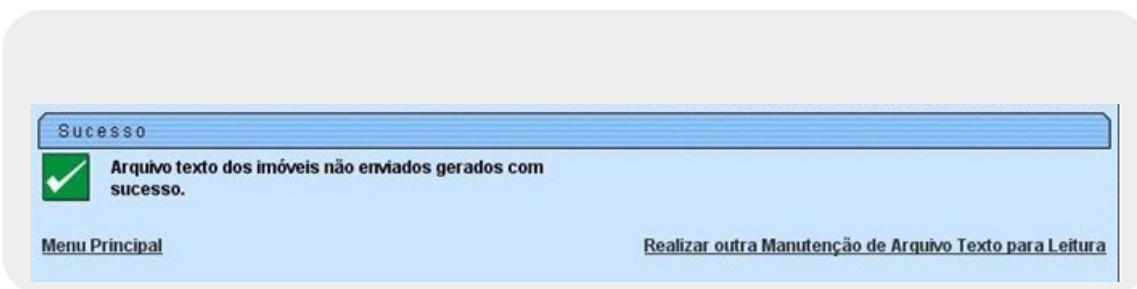 Sucesso
Arquivo texto dos imóveis não enviados gerados com
sucesso.
Menu Principal
Realizar outra Manutenção de Arquivo Texto para Leitura